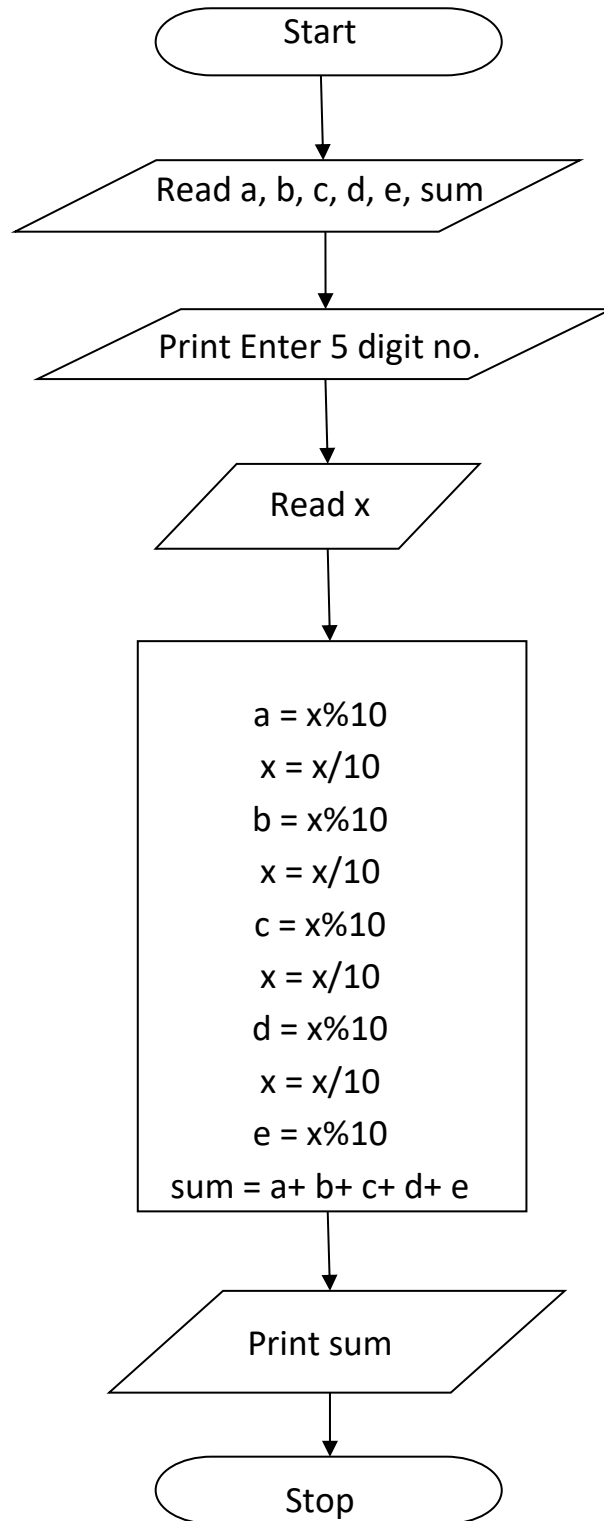 Start
Read a, b, c, d, e, sum
Print Enter 5 digit no.
Read x
a = x%10
x = x/10
b = x%10
x = x/10
c = x%10
x = x/10
d = x%10
x = x/10
e = x%10
sum = a+ b+ c+ d+ e
Print sum
Stop